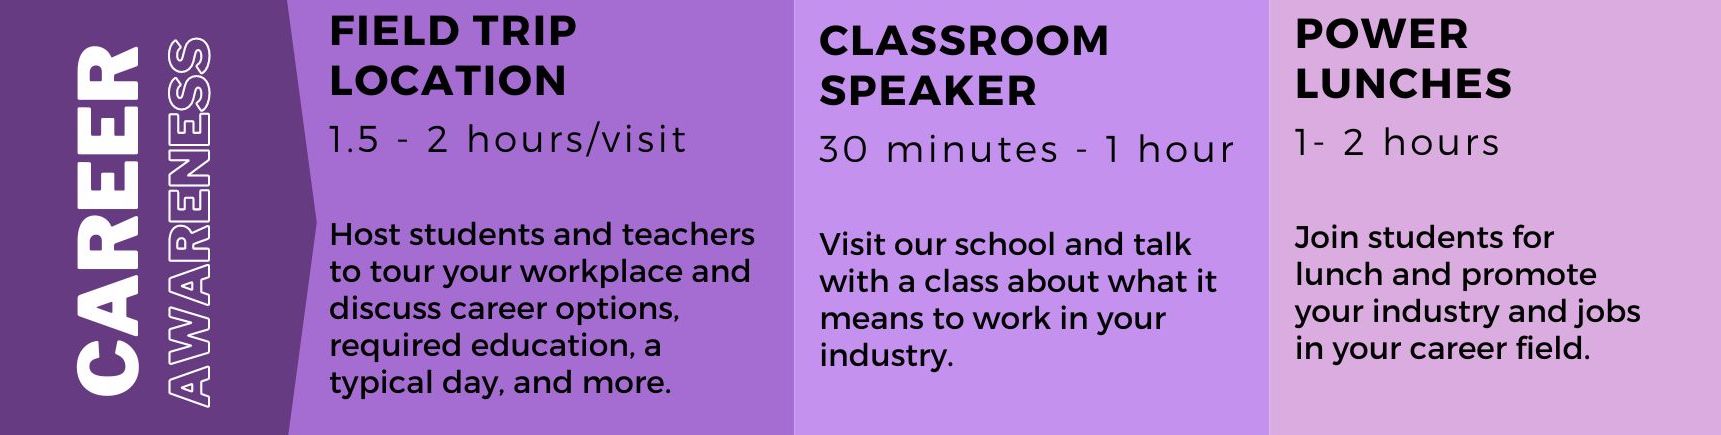 CAREER
AWARENESS
FIELD TRIP
LOCATION
1.5 - 2 hours/visit
Host students and teachers
to tour your workplace and
discuss career options,
required education, a
typical day, and more.
CLASSROOM
SPEAKER
30 minutes - 1 hour
Visit our school and talk
with a class about what it
means to work in your
industry.
POWER
LUNCHES
1- 2 hours
Join students for
lunch and promote
your industry and jobs
in your career field.